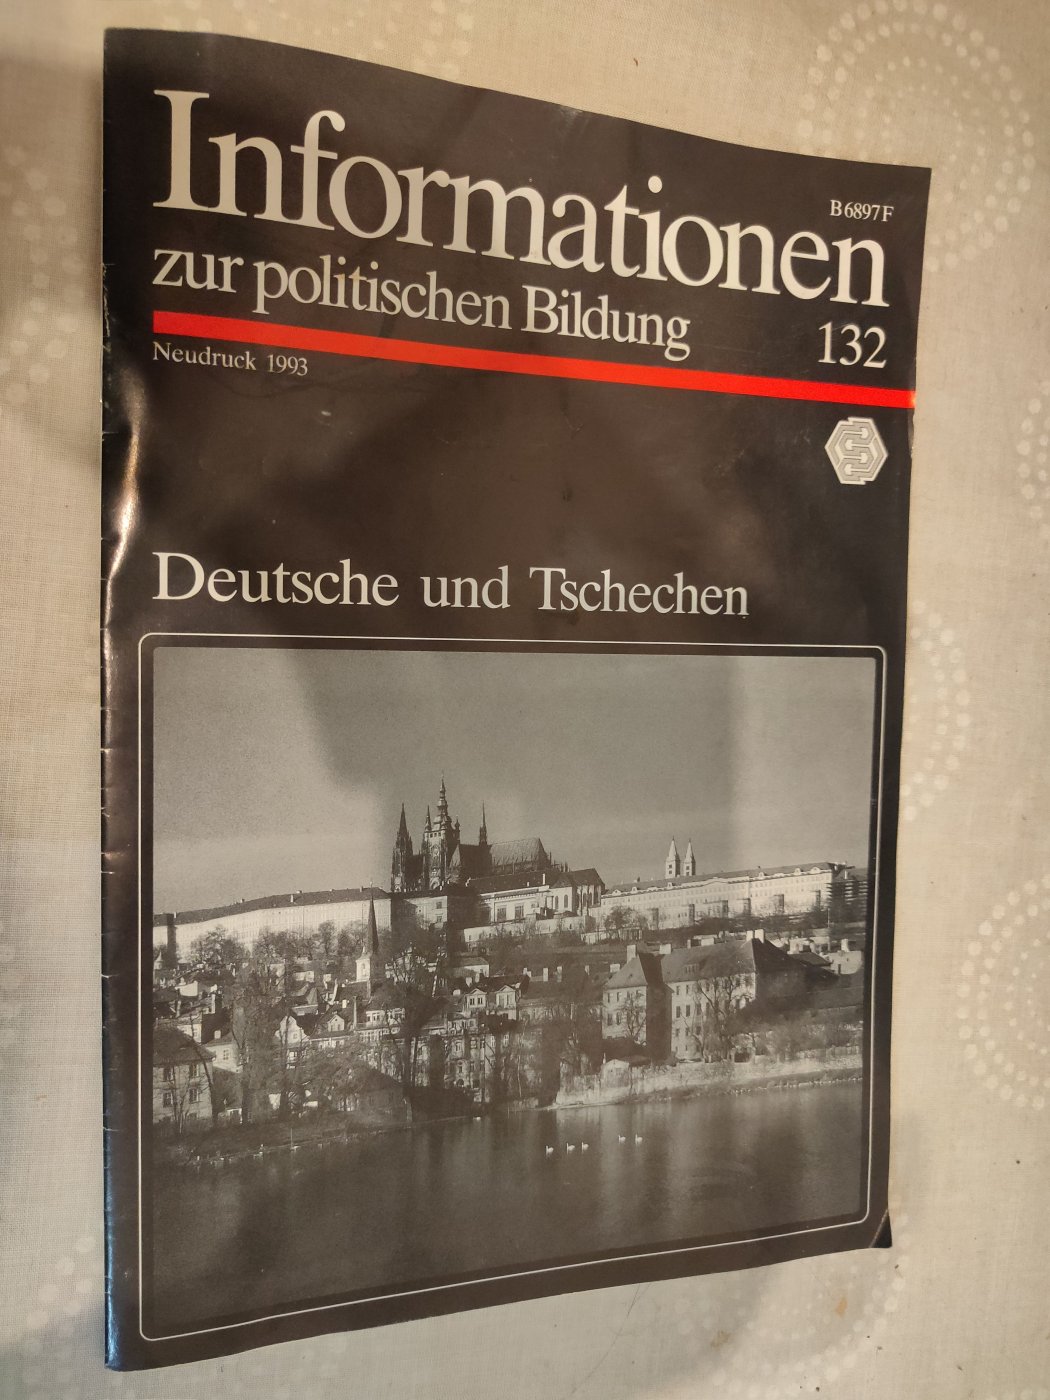 Informationen
B 6897 F
zur politischen Bildung
132
Neudruck 1993
Deutsche und Tschechen